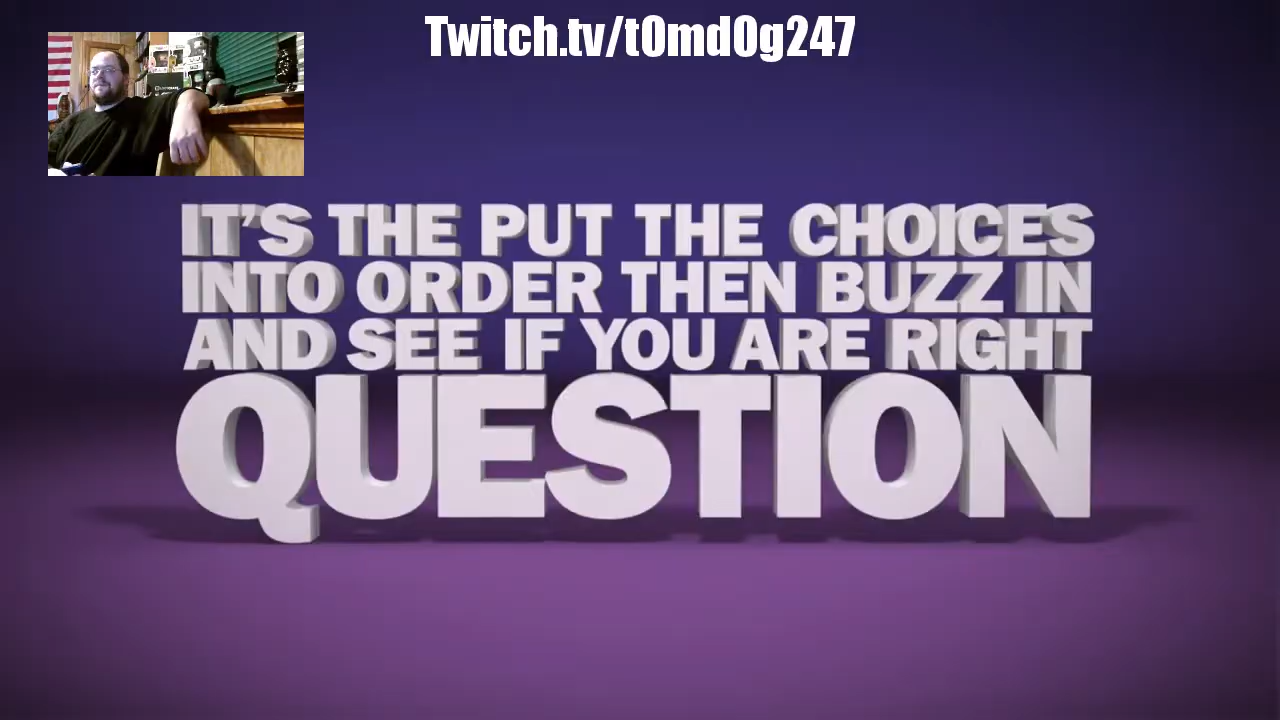 Twitch.tv/t0md0g247
IT'S THE PUT THE CHOICES
INTO ORDER THEN BUZZ IN
AND SEE IF YOU ARE RIGHT
QUESTION